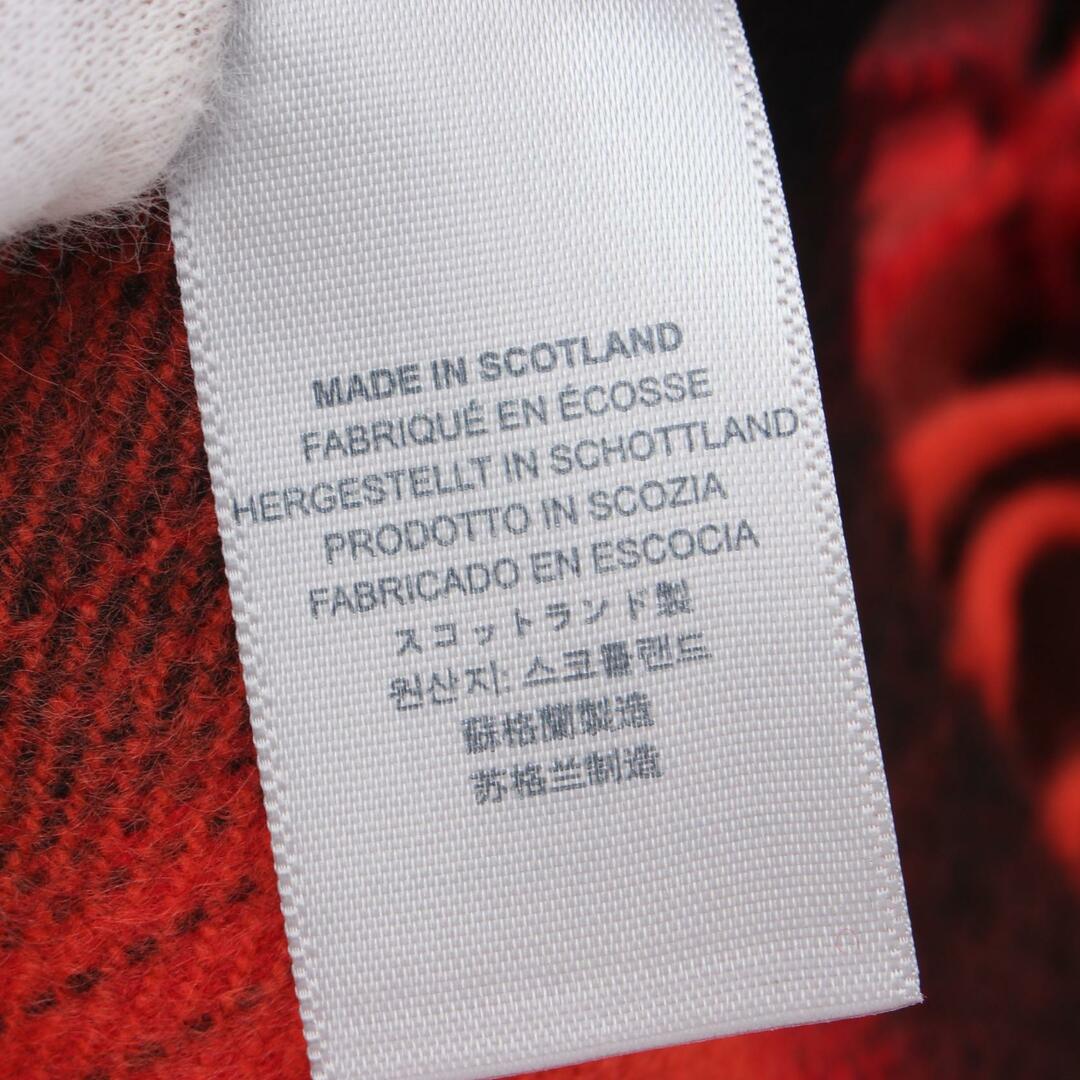 MADE IN SCOTLAND
FABRIQUÉ EN ÉCOSSE
HERGESTELLT IN SCHOTTLAND
PRODOTTO IN SCOZIA
FABRICADO EN ESCOCIA
スコットランド製
원산지: 스코틀랜드
蘇格蘭製造
苏格兰制造